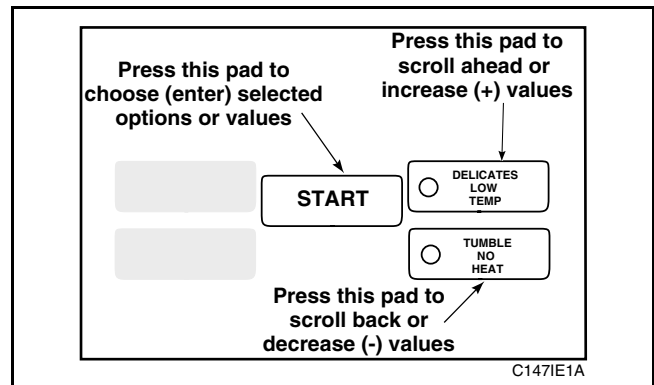 Press this pad to
choose (enter) selected
options or values
Press this pad to
scroll ahead or
increase (+) values
START
DELICATES
LOW
TEMP
TUMBLE
NO
HEAT
Press this pad to
scroll back or
decrease (-) values
C147IE1A